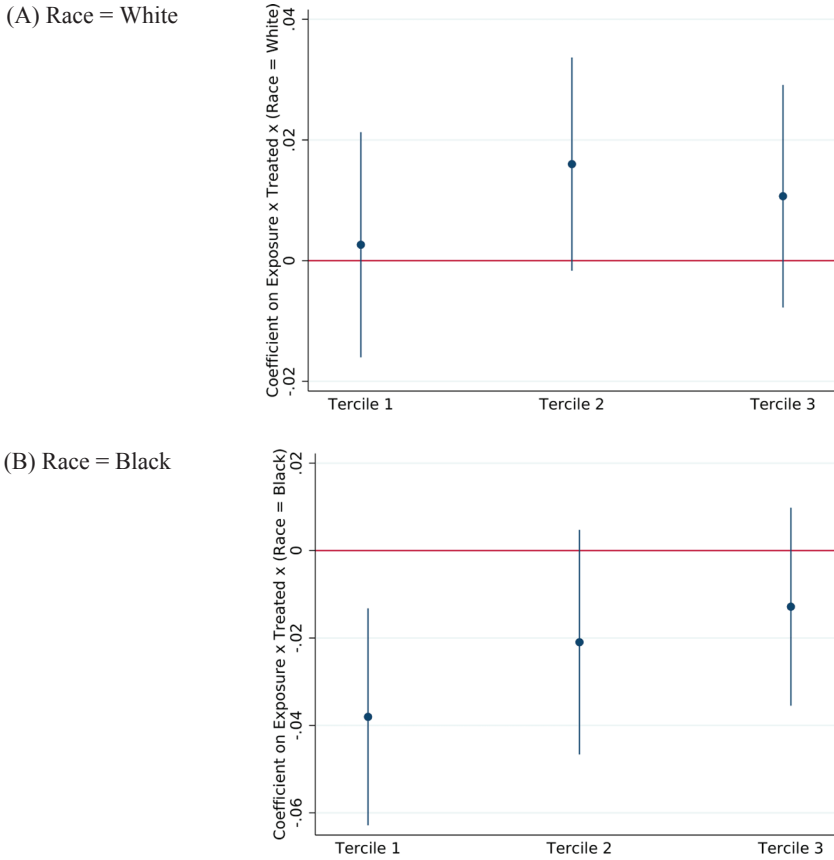 (A) Race = White
Coefficient on Exposure x Treated x (Race = White)
.04
.02
0
-.02
Tercile 1
Tercile 2
Tercile 3
(B) Race = Black
Coefficient on Exposure x Treated x (Race = Black)
.02
0
-.02
-.04
-.06
Tercile 1
Tercile 2
Tercile 3